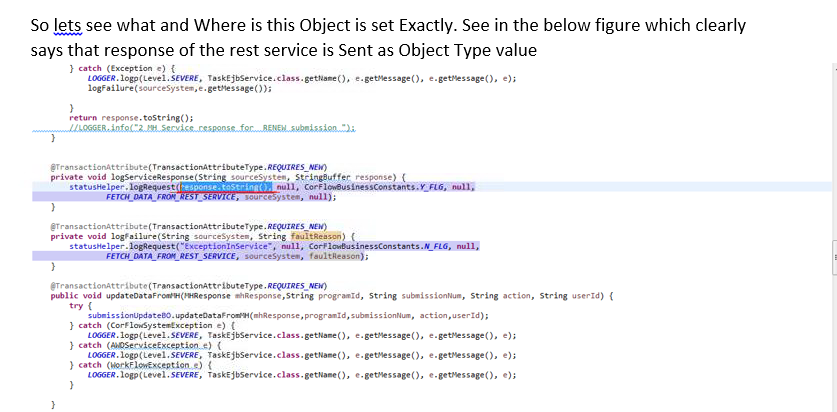 So lets see what and Where is this Object is set Exactly. See in the below figure which clearly
says that response of the rest service is Sent as Object Type value
} catch (Exception e) {
LOGGER.logp(Level.SEVERE, TaskEjbService.class.getName(), e.getMessage(), e.getMessage(), e);
logFailure(sourceSystem,e.getMessage());
}
return response.toString();
//LOGGER.info("2 MH Service response for  RENEW submission ");
}
@TransactionAttribute(TransactionAttributeType.REQUIRES_NEW)
private void logServiceResponse(String sourceSystem, StringBuffer response) {
statusHelper.logRequest(response.toString(), null, CorFlowBusinessConstants.Y_FLG, null,
FETCH_DATA_FROM_REST_SERVICE, sourceSystem, null);
}
@TransactionAttribute(TransactionAttributeType.REQUIRES_NEW)
private void logFailure(String sourceSystem, String faultReason) {
statusHelper.logRequest("ExceptionInService", null, CorFlowBusinessConstants.N_FLG, null,
FETCH_DATA_FROM_REST_SERVICE, sourceSystem, faultReason);
}
@TransactionAttribute(TransactionAttributeType.REQUIRES_NEW)
public void updateDataFromMH(MHResponse mhResponse,String programId, String submissionNum, String action, String userId) {
try {
submissionUpdateBO.updateDataFromMH(mhResponse,programId,submissionNum, action,userId);
} catch (CorFlowSystemException e) {
LOGGER.logp(Level.SEVERE, TaskEjbService.class.getName(), e.getMessage(), e.getMessage(), e);
} catch (AWDServiceException e) {
LOGGER.logp(Level.SEVERE, TaskEjbService.class.getName(), e.getMessage(), e.getMessage(), e);
} catch (WorkFlowException e) {
LOGGER.logp(Level.SEVERE, TaskEjbService.class.getName(), e.getMessage(), e.getMessage(), e);
}
}